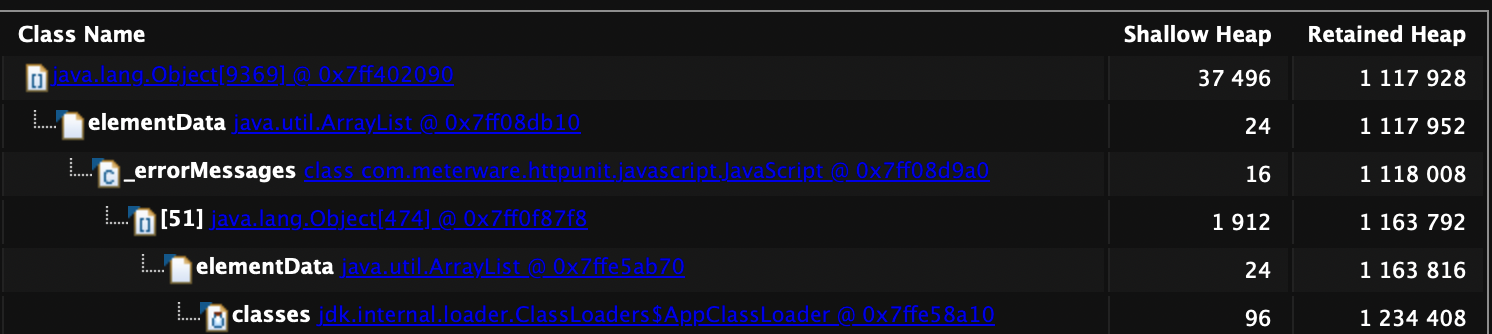 Class Name Shallow Heap Retained Heap
java.lang.Object[9369] @ 0x7ff402090 37 496 1 117 928
elementData java.util.ArrayList @ 0x7ff08db10 24 1 117 952
_errorMessages class com.meterware.httpunit.javascript.JavaScript @ 0x7ff08d9a0 16 1 118 008
[51] java.lang.Object[474] @ 0x7ff0f87f8 1 912 1 163 792
elementData java.util.ArrayList @ 0x7ffe5ab70 24 1 163 816
classes jdk.internal.loader.ClassLoaders$AppClassLoader @ 0x7ffe58a10 96 1 234 408